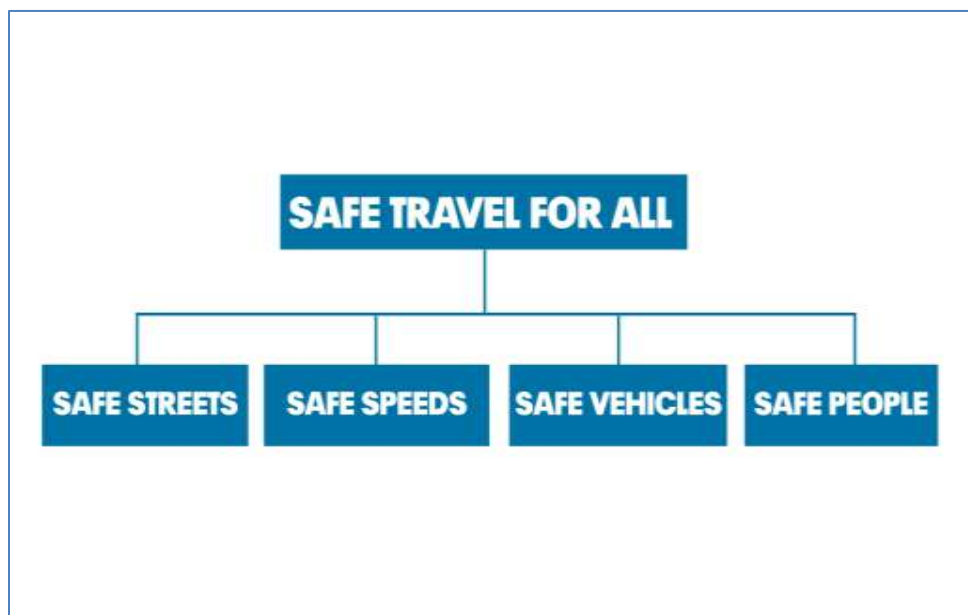 SAFE TRAVEL FOR ALL
SAFE STREETS
SAFE SPEEDS
SAFE VEHICLES
SAFE PEOPLE